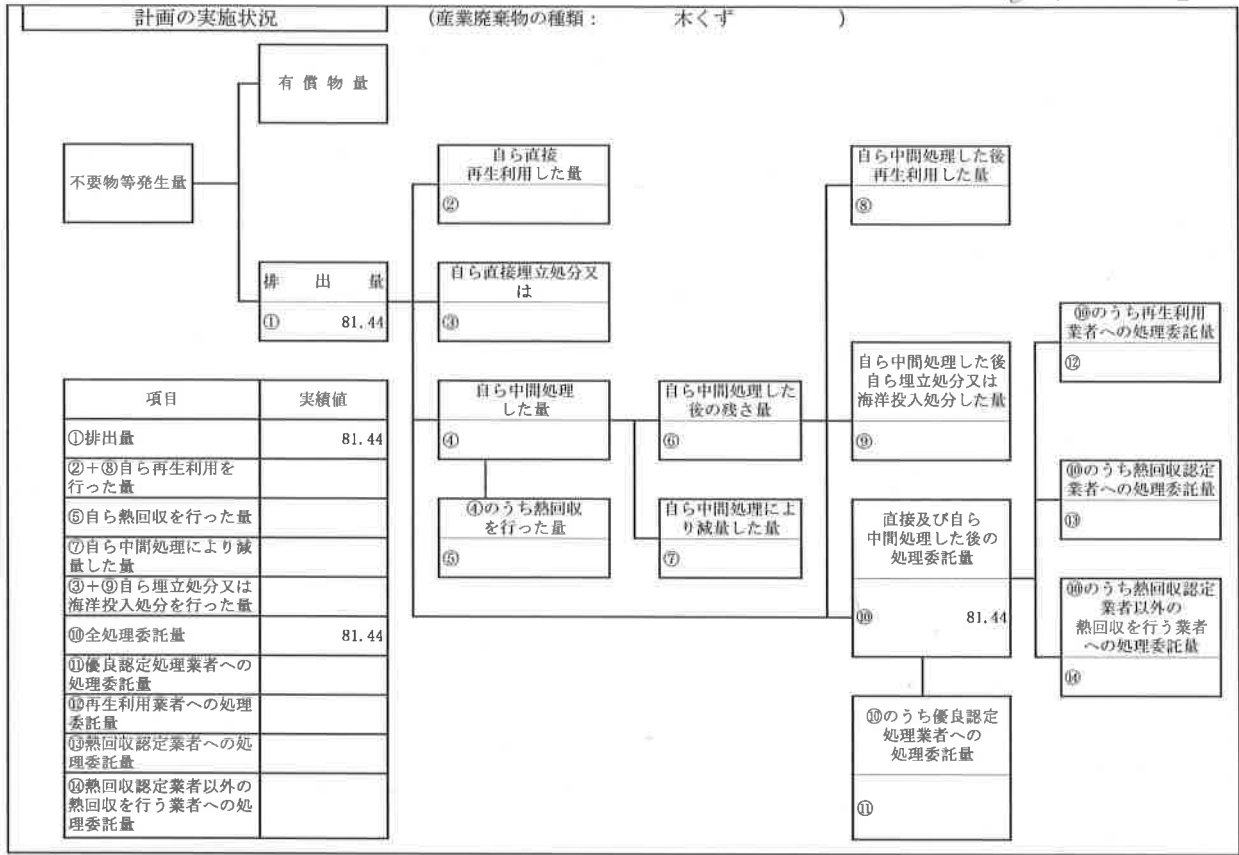 計画の実施状況
(産業廃棄物の種類： 木くず )
有 償 物 量
不要物等発生量
排 出 量
① 81.44
自ら直接
再生利用した量
②
自ら直接埋立処分又
は
③
自ら中間処理
した量
④
④のうち熱回収
を行った量
⑤
自ら中間処理した
後の残さ量
⑥
自ら中間処理によ
り減量した量
⑦
自ら中間処理した後
再生利用した量
⑧
自ら中間処理した後
自ら埋立処分又は
海洋投入処分した量
⑨
直接及び自ら
中間処理した後の
処理委託量
⑩ 81.44
⑩のうち優良認定
処理業者への
処理委託量
⑪
⑩のうち再生利用
業者への処理委託量
⑫
⑩のうち熱回収認定
業者への処理委託量
⑬
⑩のうち熱回収認定
業者以外の
熱回収を行う業者
への処理委託量
⑭
項目 実績値
①排出量 81.44
②＋⑧自ら再生利用を
行った量
⑤自ら熱回収を行った量
⑦自ら中間処理により減
量した量
③＋⑨自ら埋立処分又は
海洋投入処分を行った量
⑩全処理委託量 81.44
⑪優良認定処理業者への
処理委託量
⑫再生利用業者への処理
委託量
⑬熱回収認定業者への処
理委託量
⑭熱回収認定業者以外の
熱回収を行う業者への処
理委託量